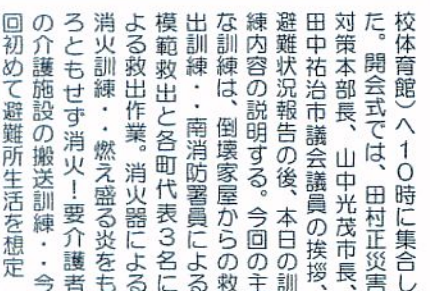 校体育館）へ10時に集合し
た。開会式では、田村正災害
対策本部長、山中光茂市長、
田中祐治市議会議員の挨拶、
避難状況報告の後、本日の訓
練内容の説明する。今回の主
な訓練は、倒壊家屋からの救
出訓練・・南消防署員による
模範救出と各町代表3名に
よる救出作業。消火器による
消火訓練・・燃え盛る炎をも
ろともせず消火！要介護者
の介護施設の搬送訓練・・今
回初めて避難所生活を想定